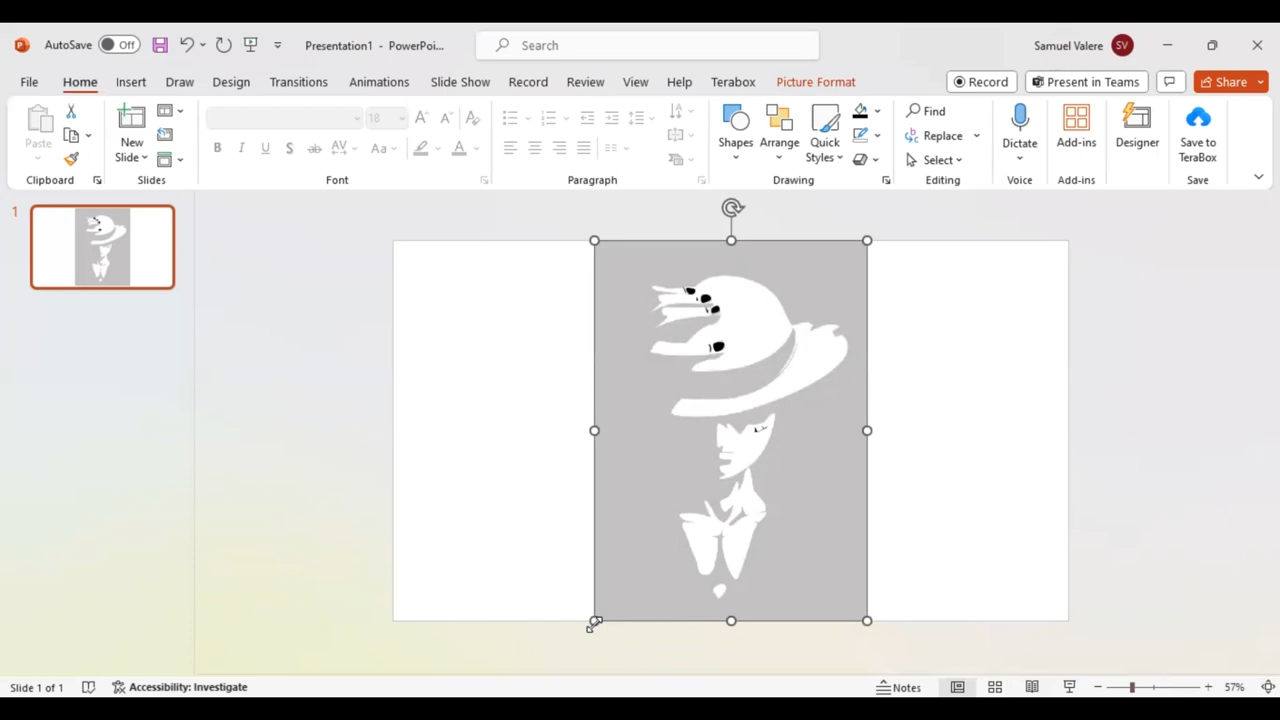 AutoSave Off Presentation1 - PowerPoi... Search Samuel Valere SV
File Home Insert Draw Design Transitions Animations Slide Show Record Review View Help Terabox Picture Format Record Present in Teams Share
Paste New Slide 18 B I U S ab AV Aa A Shapes Arrange Quick Styles Find Replace Select Dictate Add-ins Designer Save to TeraBox
Clipboard Slides Font Paragraph Drawing Editing Voice Add-ins Save
1
Slide 1 of 1 Accessibility: Investigate Notes 57%